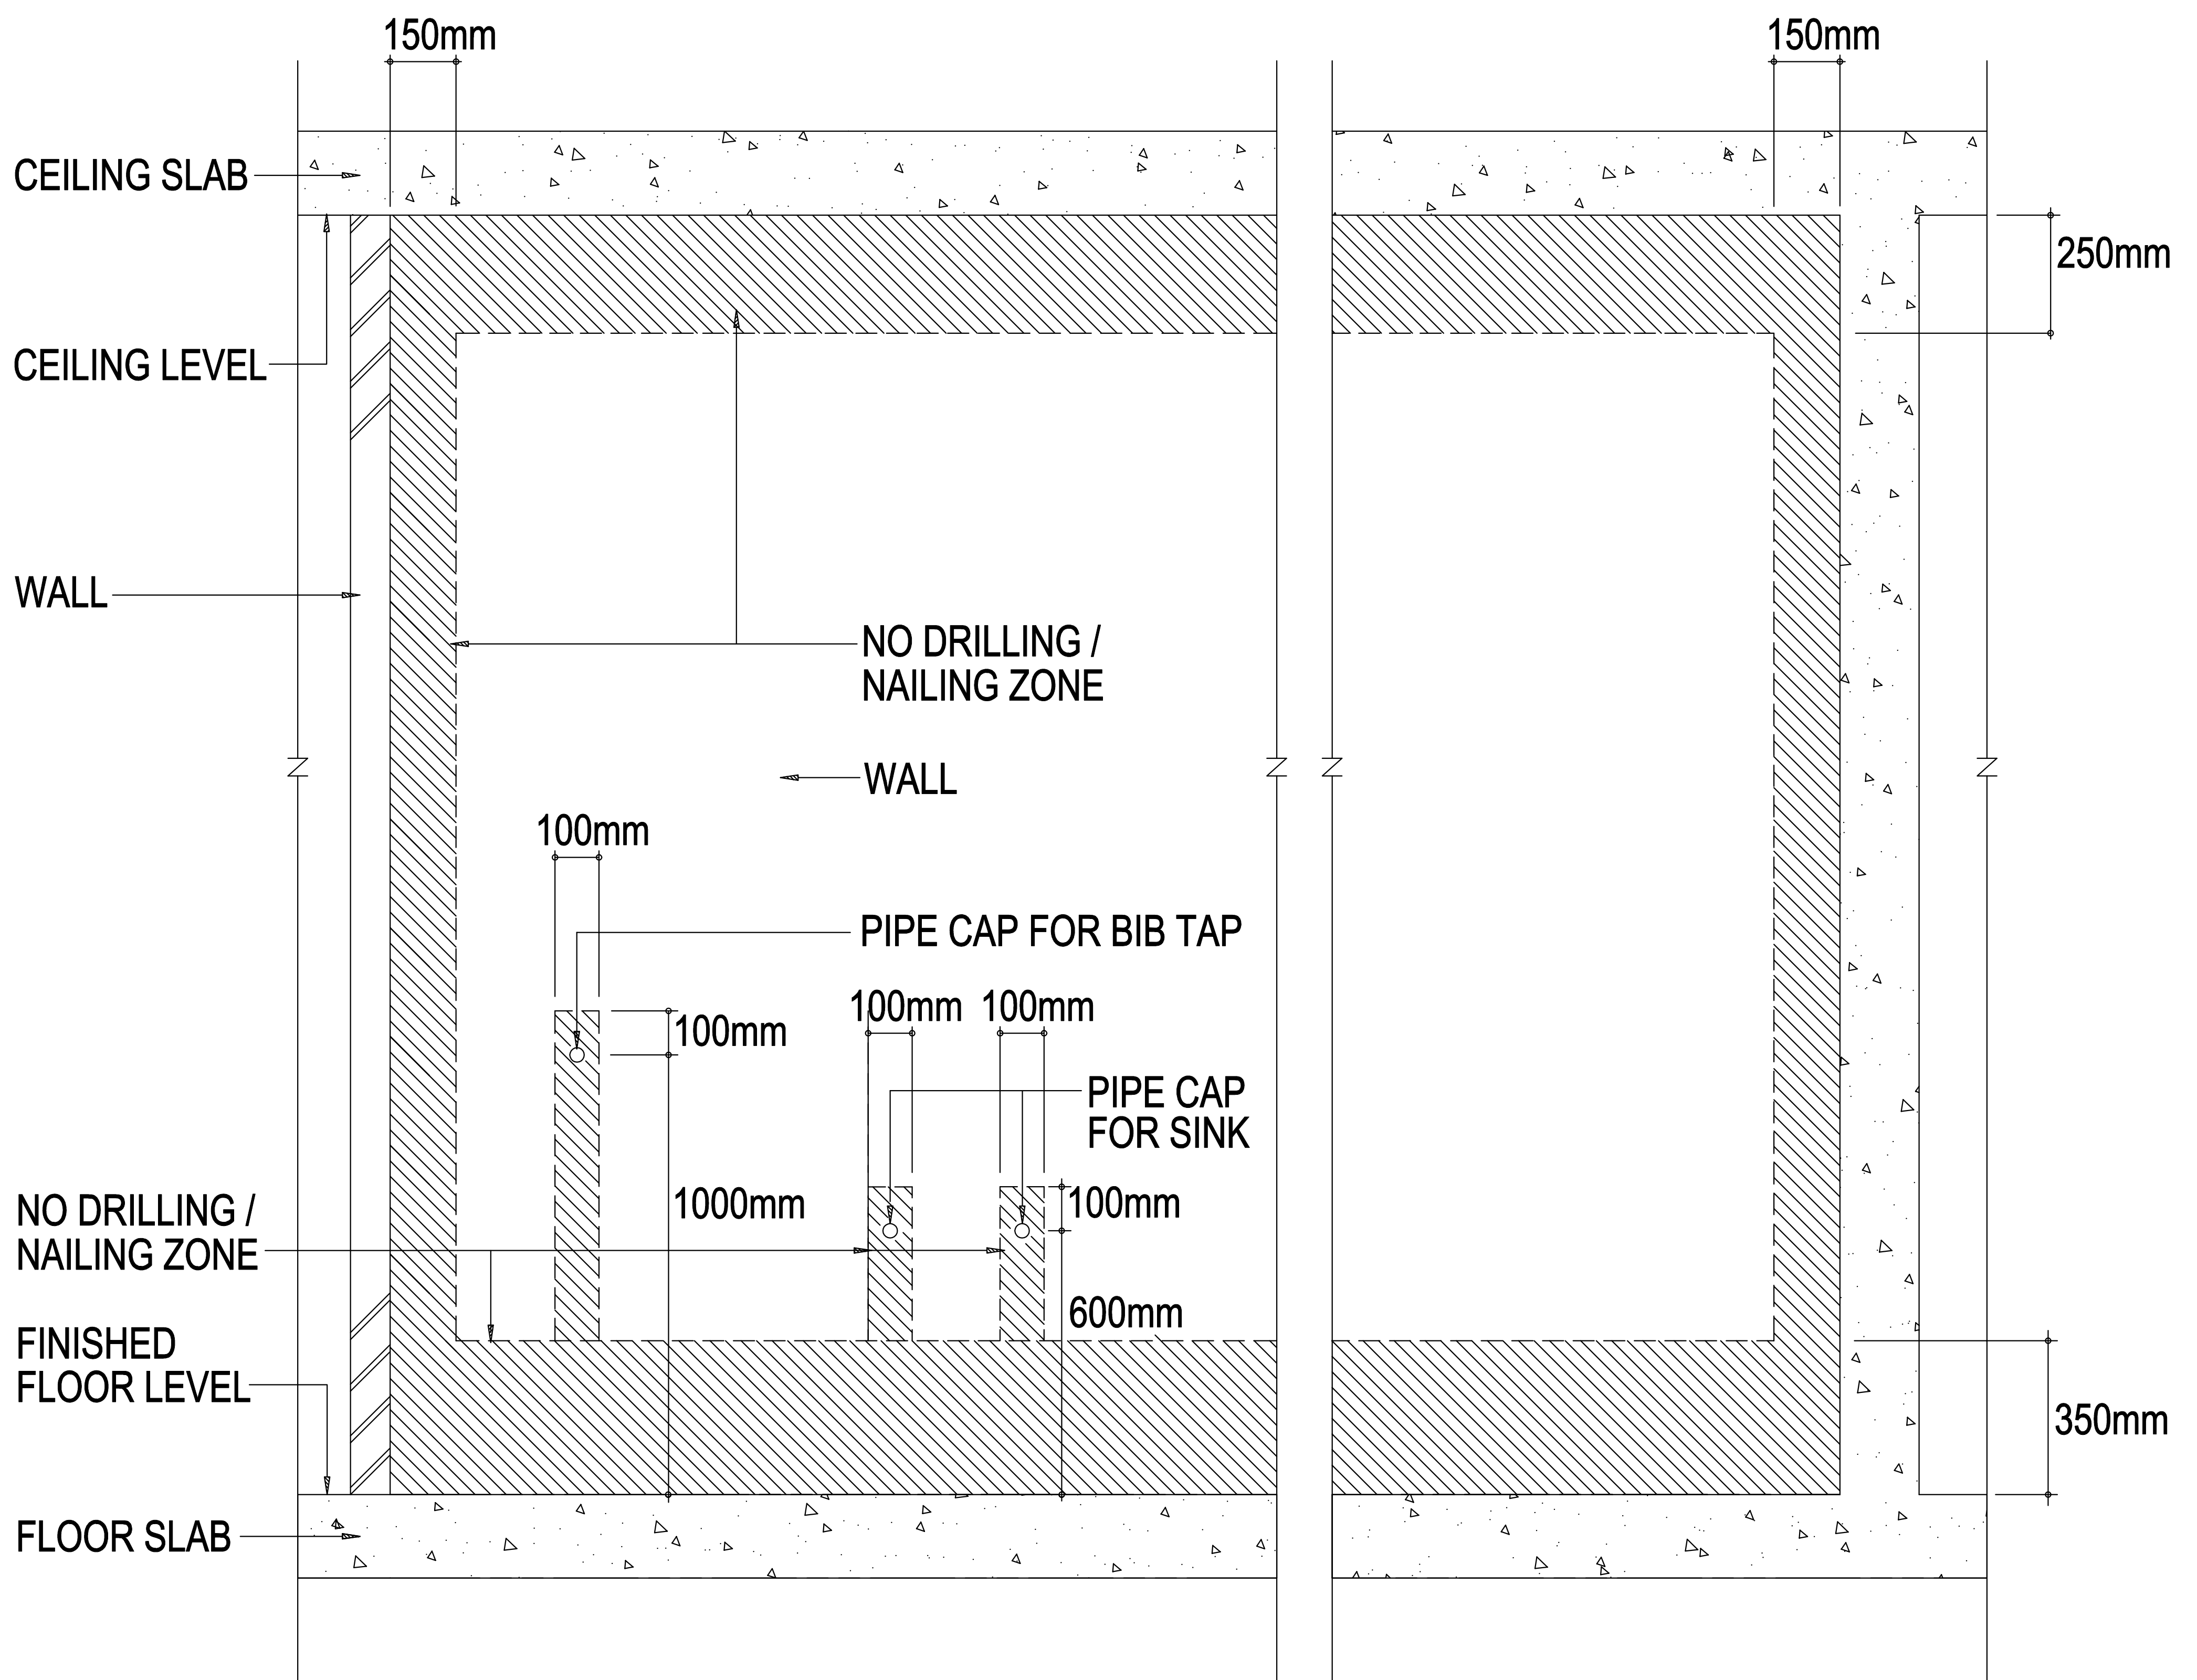 150mm
150mm
CEILING SLAB
250mm
CEILING LEVEL
WALL
NO DRILLING /
NAILING ZONE
WALL
100mm
PIPE CAP FOR BIB TAP
100mm
100mm
100mm
PIPE CAP
FOR SINK
1000mm
100mm
NO DRILLING /
NAILING ZONE
600mm
FINISHED
FLOOR LEVEL
350mm
FLOOR SLAB